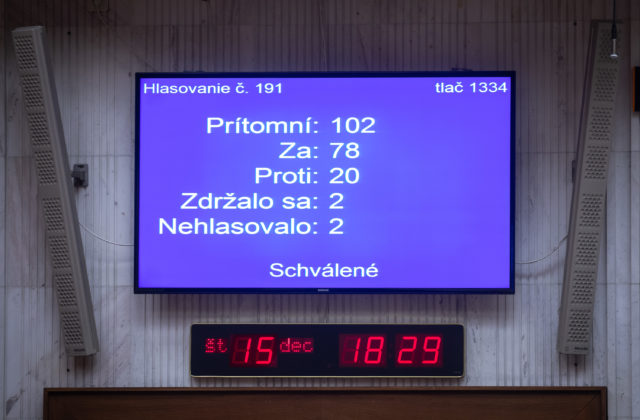 Hlasovanie č. 191 tlač 1334
Prítomní: 102
Za: 78
Proti: 20
Zdržalo sa: 2
Nehlasovalo: 2
Schválené
št 15 dec 18 29